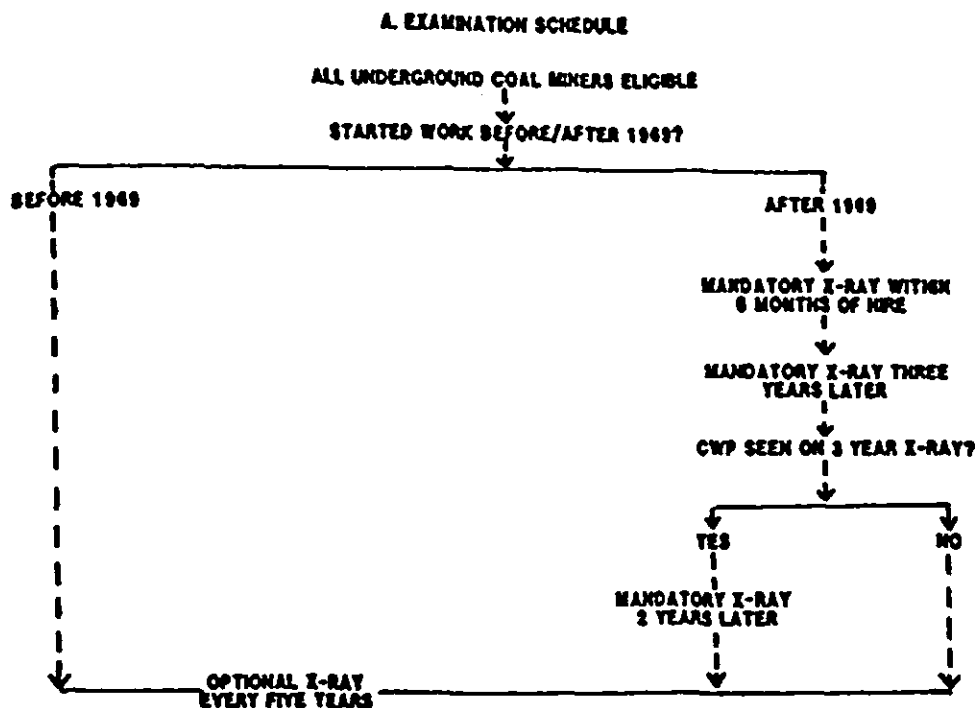 A. EXAMINATION SCHEDULE
ALL UNDERGROUND COAL MINERS ELIGIBLE
STARTED WORK BEFORE/AFTER 1969?
BEFORE 1969
AFTER 1969
MANDATORY X-RAY WITHIN
6 MONTHS OF HIRE
MANDATORY X-RAY THREE
YEARS LATER
CWP SEEN ON 3 YEAR X-RAY?
YES
NO
MANDATORY X-RAY
2 YEARS LATER
OPTIONAL X-RAY
EVERY FIVE YEARS